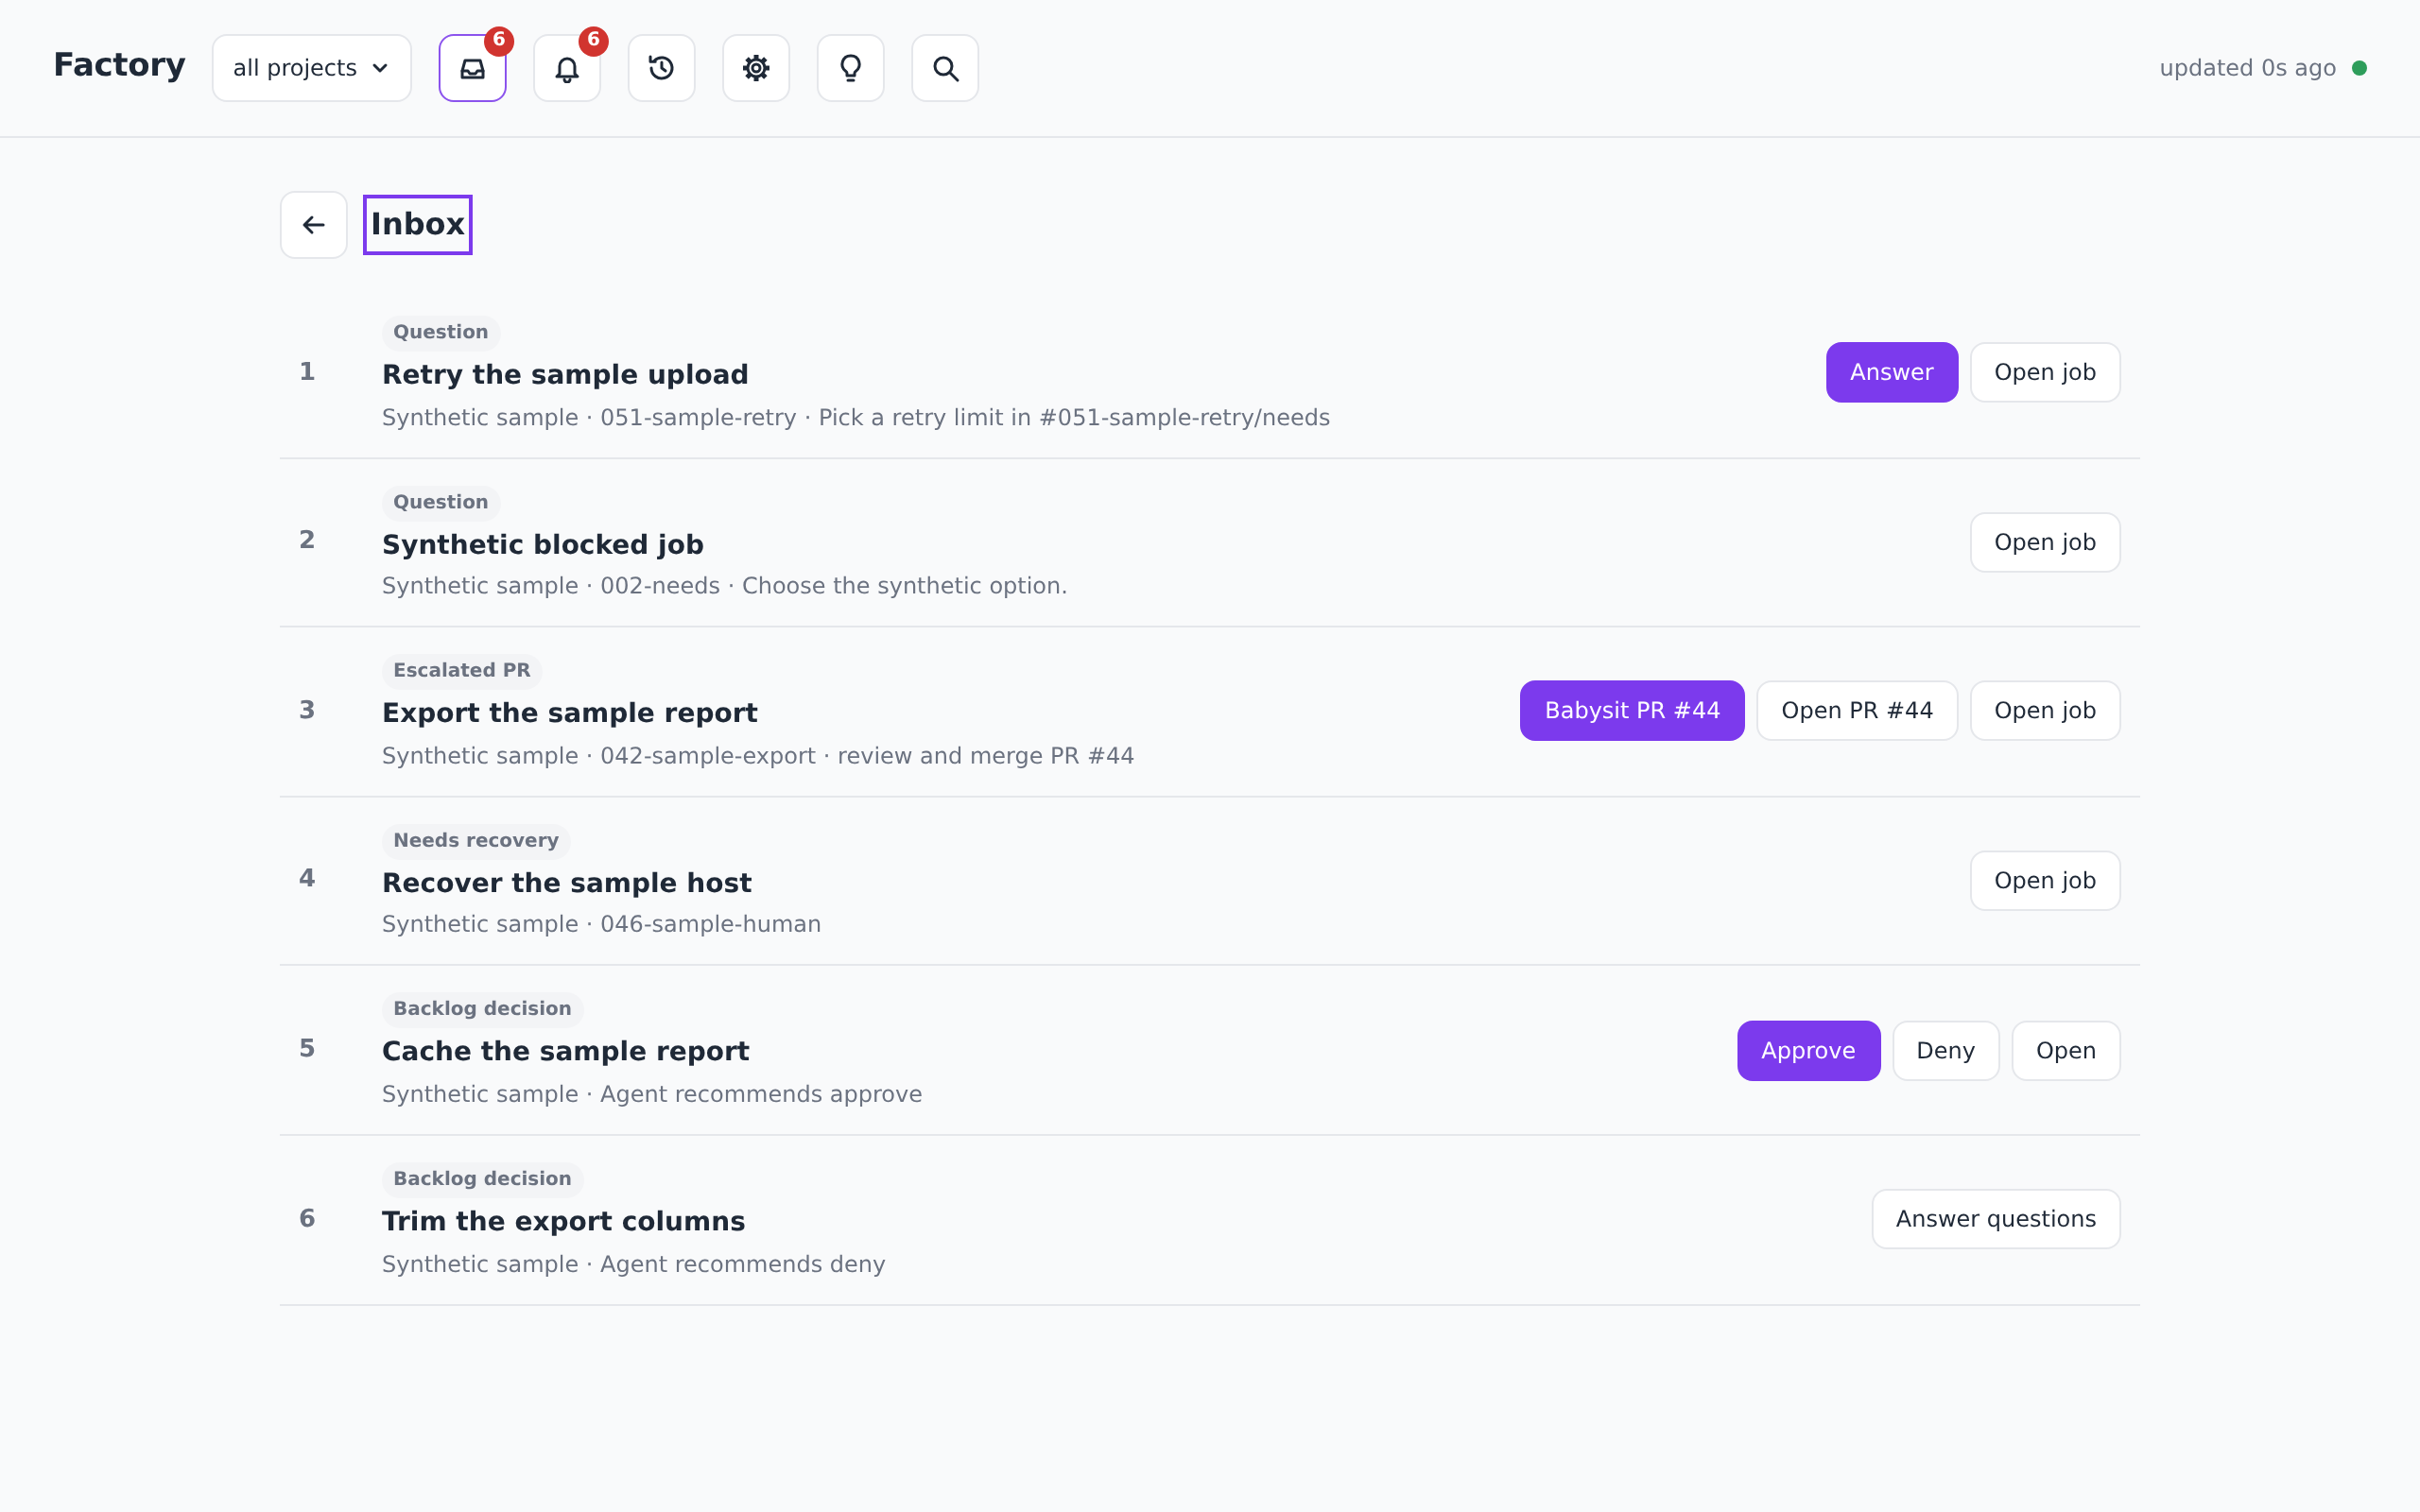 Factory
all projects
6
6
updated 0s ago
Inbox
Question
1
Retry the sample upload
Synthetic sample · 051-sample-retry · Pick a retry limit in #051-sample-retry/needs
Answer
Open job
Question
2
Synthetic blocked job
Synthetic sample · 002-needs · Choose the synthetic option.
Open job
Escalated PR
3
Export the sample report
Synthetic sample · 042-sample-export · review and merge PR #44
Babysit PR #44
Open PR #44
Open job
Needs recovery
4
Recover the sample host
Synthetic sample · 046-sample-human
Open job
Backlog decision
5
Cache the sample report
Synthetic sample · Agent recommends approve
Approve
Deny
Open
Backlog decision
6
Trim the export columns
Synthetic sample · Agent recommends deny
Answer questions